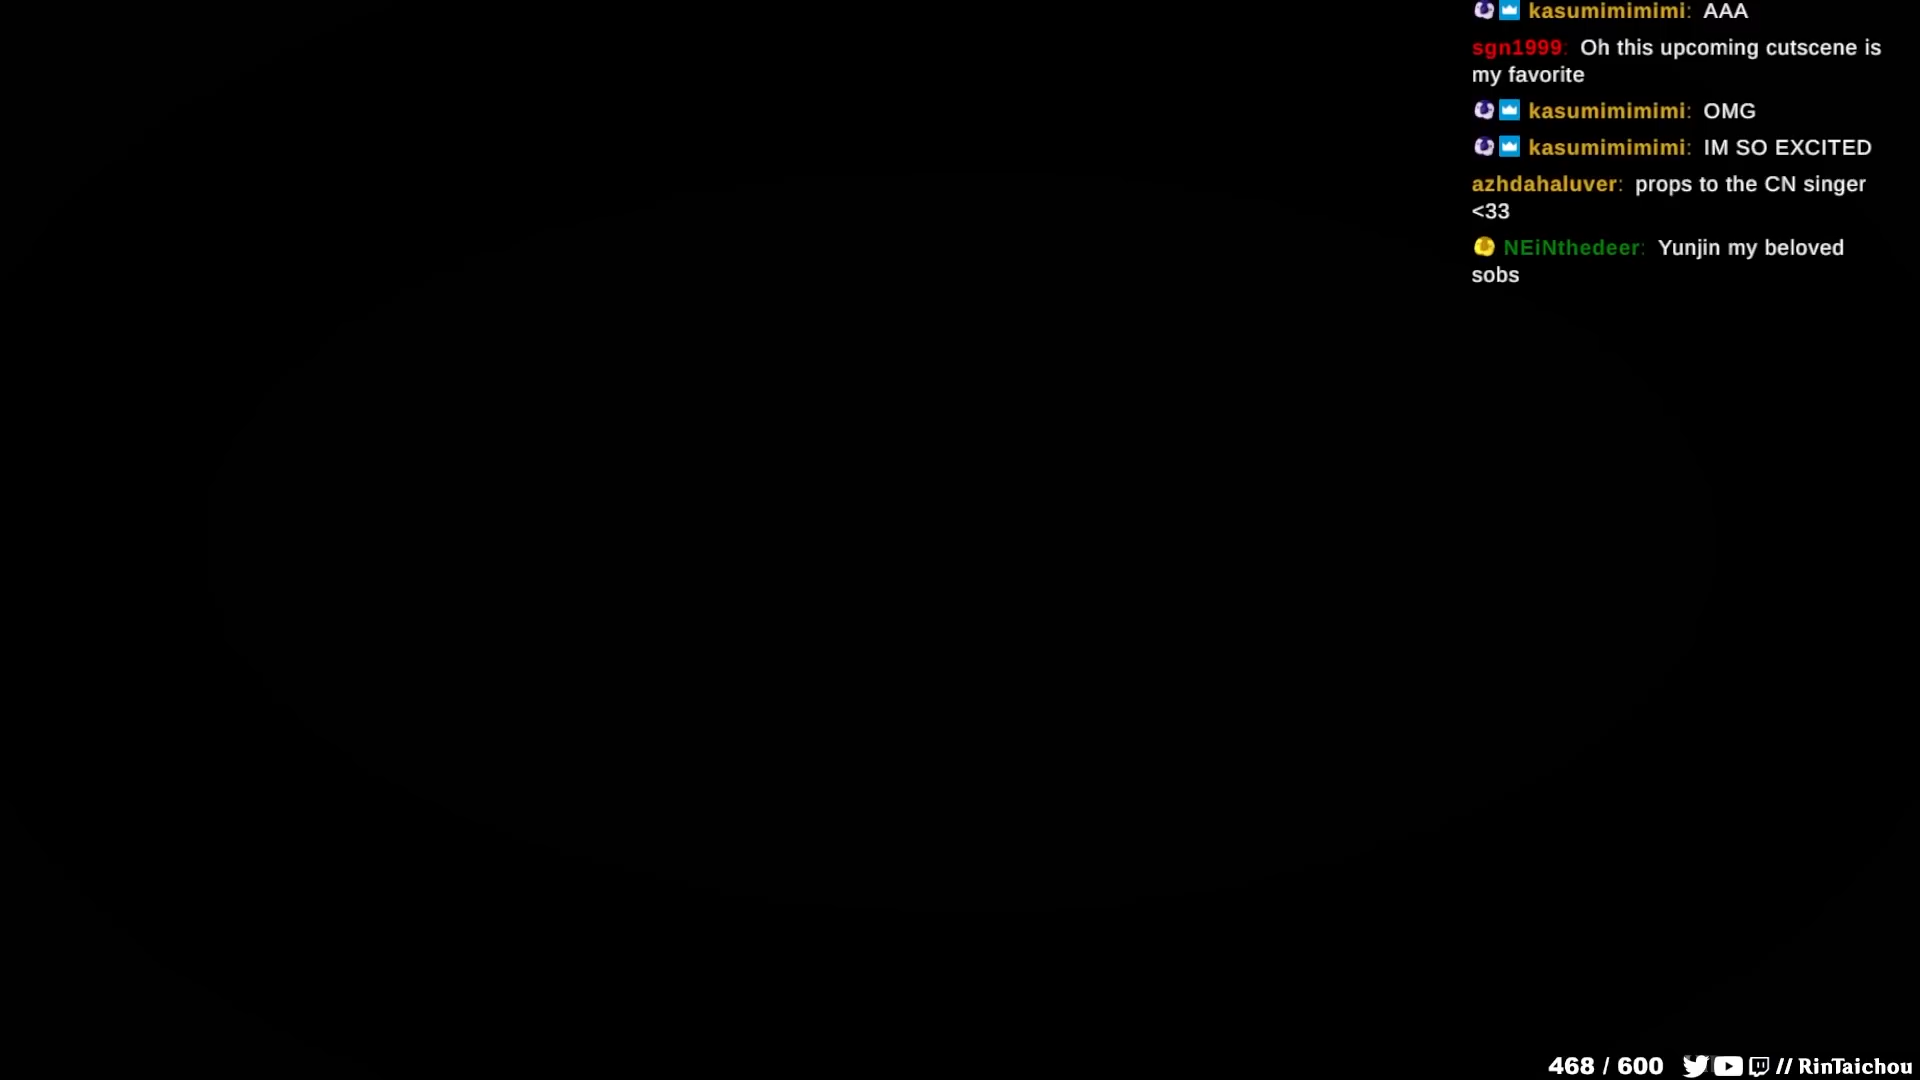 kasumimimimi: AAA
sgn1999: Oh this upcoming cutscene is
my favorite
kasumimimimi: OMG
kasumimimimi: IM SO EXCITED
azhdahaluver: props to the CN singer
<33
NEiNthedeer: Yunjin my beloved
sobs
468 / 600 // RinTaichou